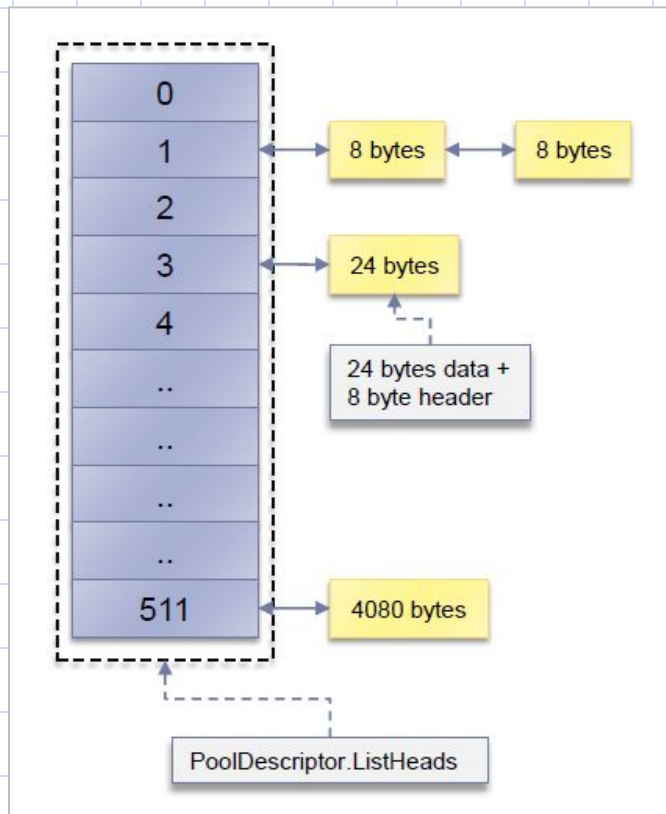 0
1
8 bytes
8 bytes
2
3
24 bytes
4
24 bytes data +
8 byte header
..
..
..
..
511
4080 bytes
PoolDescriptor.ListHeads